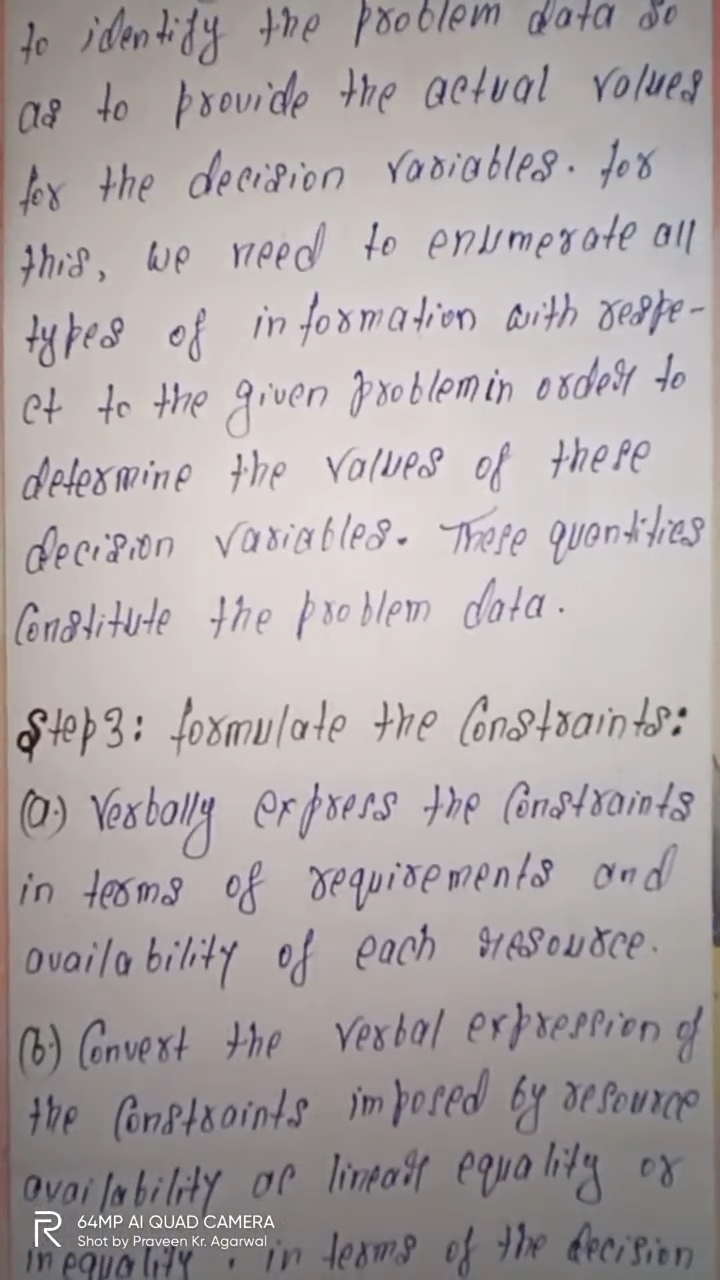 to identify the problem data so
as to provide the actual values
for the decision variables. for
this, we need to enumerate all
types of information with respe-
ct to the given problem in order to
determine the values of these
decision variables. These quantities
Constitute the problem data.
Step 3: formulate the Constraints:
(a.) Verbally express the Constraints
in terms of requirements and
availability of each resource.
(b.) Convert the verbal expression of
the Constraints imposed by resource
availability as linear equality or
inequality, in terms of the decision
R
64MP AI QUAD CAMERA
Shot by Praveen Kr. Agarwal